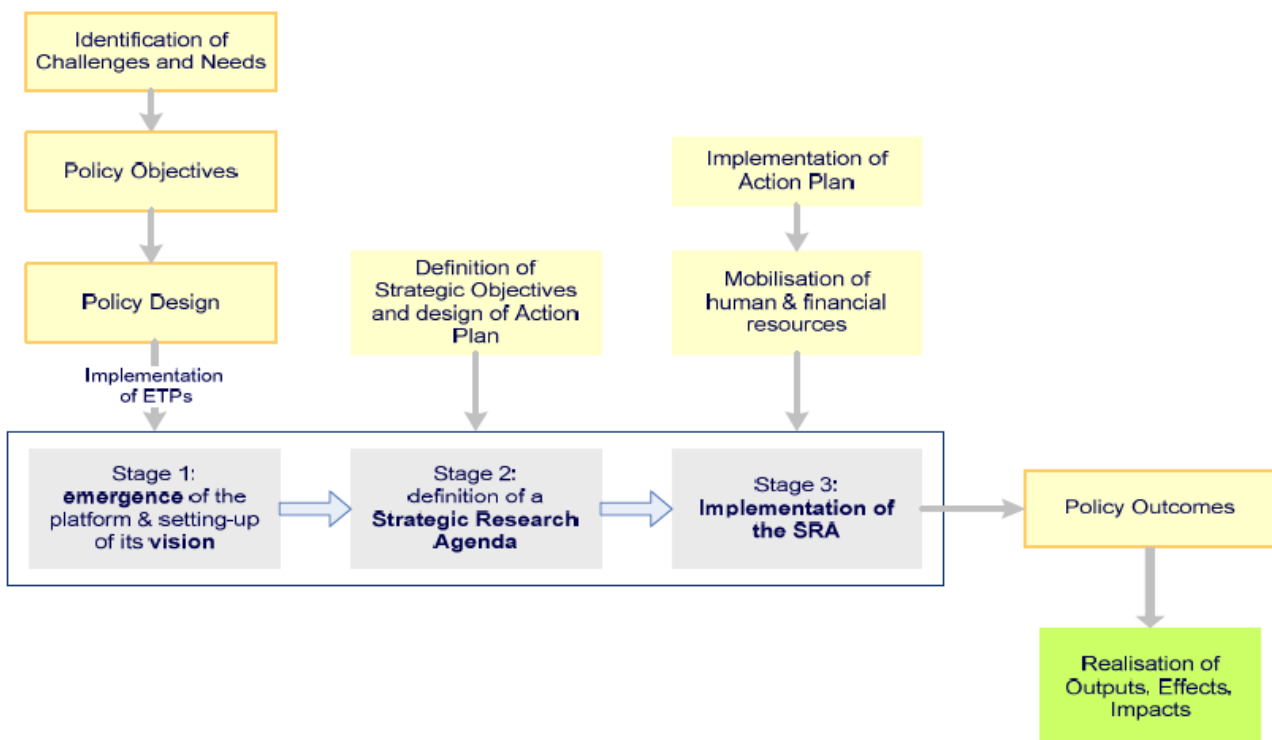 Identification of
Challenges and Needs
Policy Objectives
Policy Design
Implementation
of ETPs
Definition of
Strategic Objectives
and design of Action
Plan
Implementation of
Action Plan
Mobilisation of
human & financial
resources
Stage 1:
emergence of the
platform & setting-up
of its vision
Stage 2:
definition of a
Strategic Research
Agenda
Stage 3:
Implementation of
the SRA
Policy Outcomes
Realisation of
Outputs, Effects,
Impacts